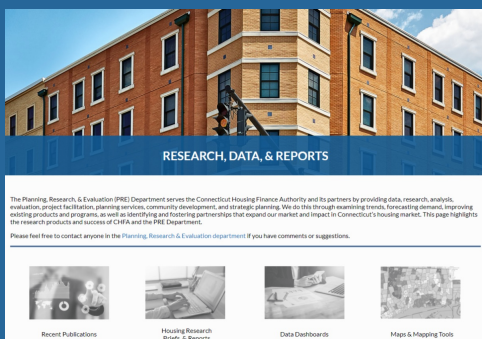 RESEARCH, DATA, & REPORTS
The Planning, Research, & Evaluation (PRE) Department serves the Connecticut Housing Finance Authority and its partners by providing data, research, analysis,
evaluation, project facilitation, planning services, community development, and strategic planning. We do this through examining trends, forecasting demand, improving
existing products and programs, as well as identifying and fostering partnerships that expand our market and impact in Connecticut's housing market. This page highlights
the research products and success of CHFA and the PRE Department.
Please feel free to contact anyone in the Planning, Research & Evaluation department if you have comments or suggestions.
Recent Publications
Housing Research
Briefs & Reports
Data Dashboards
Maps & Mapping Tools